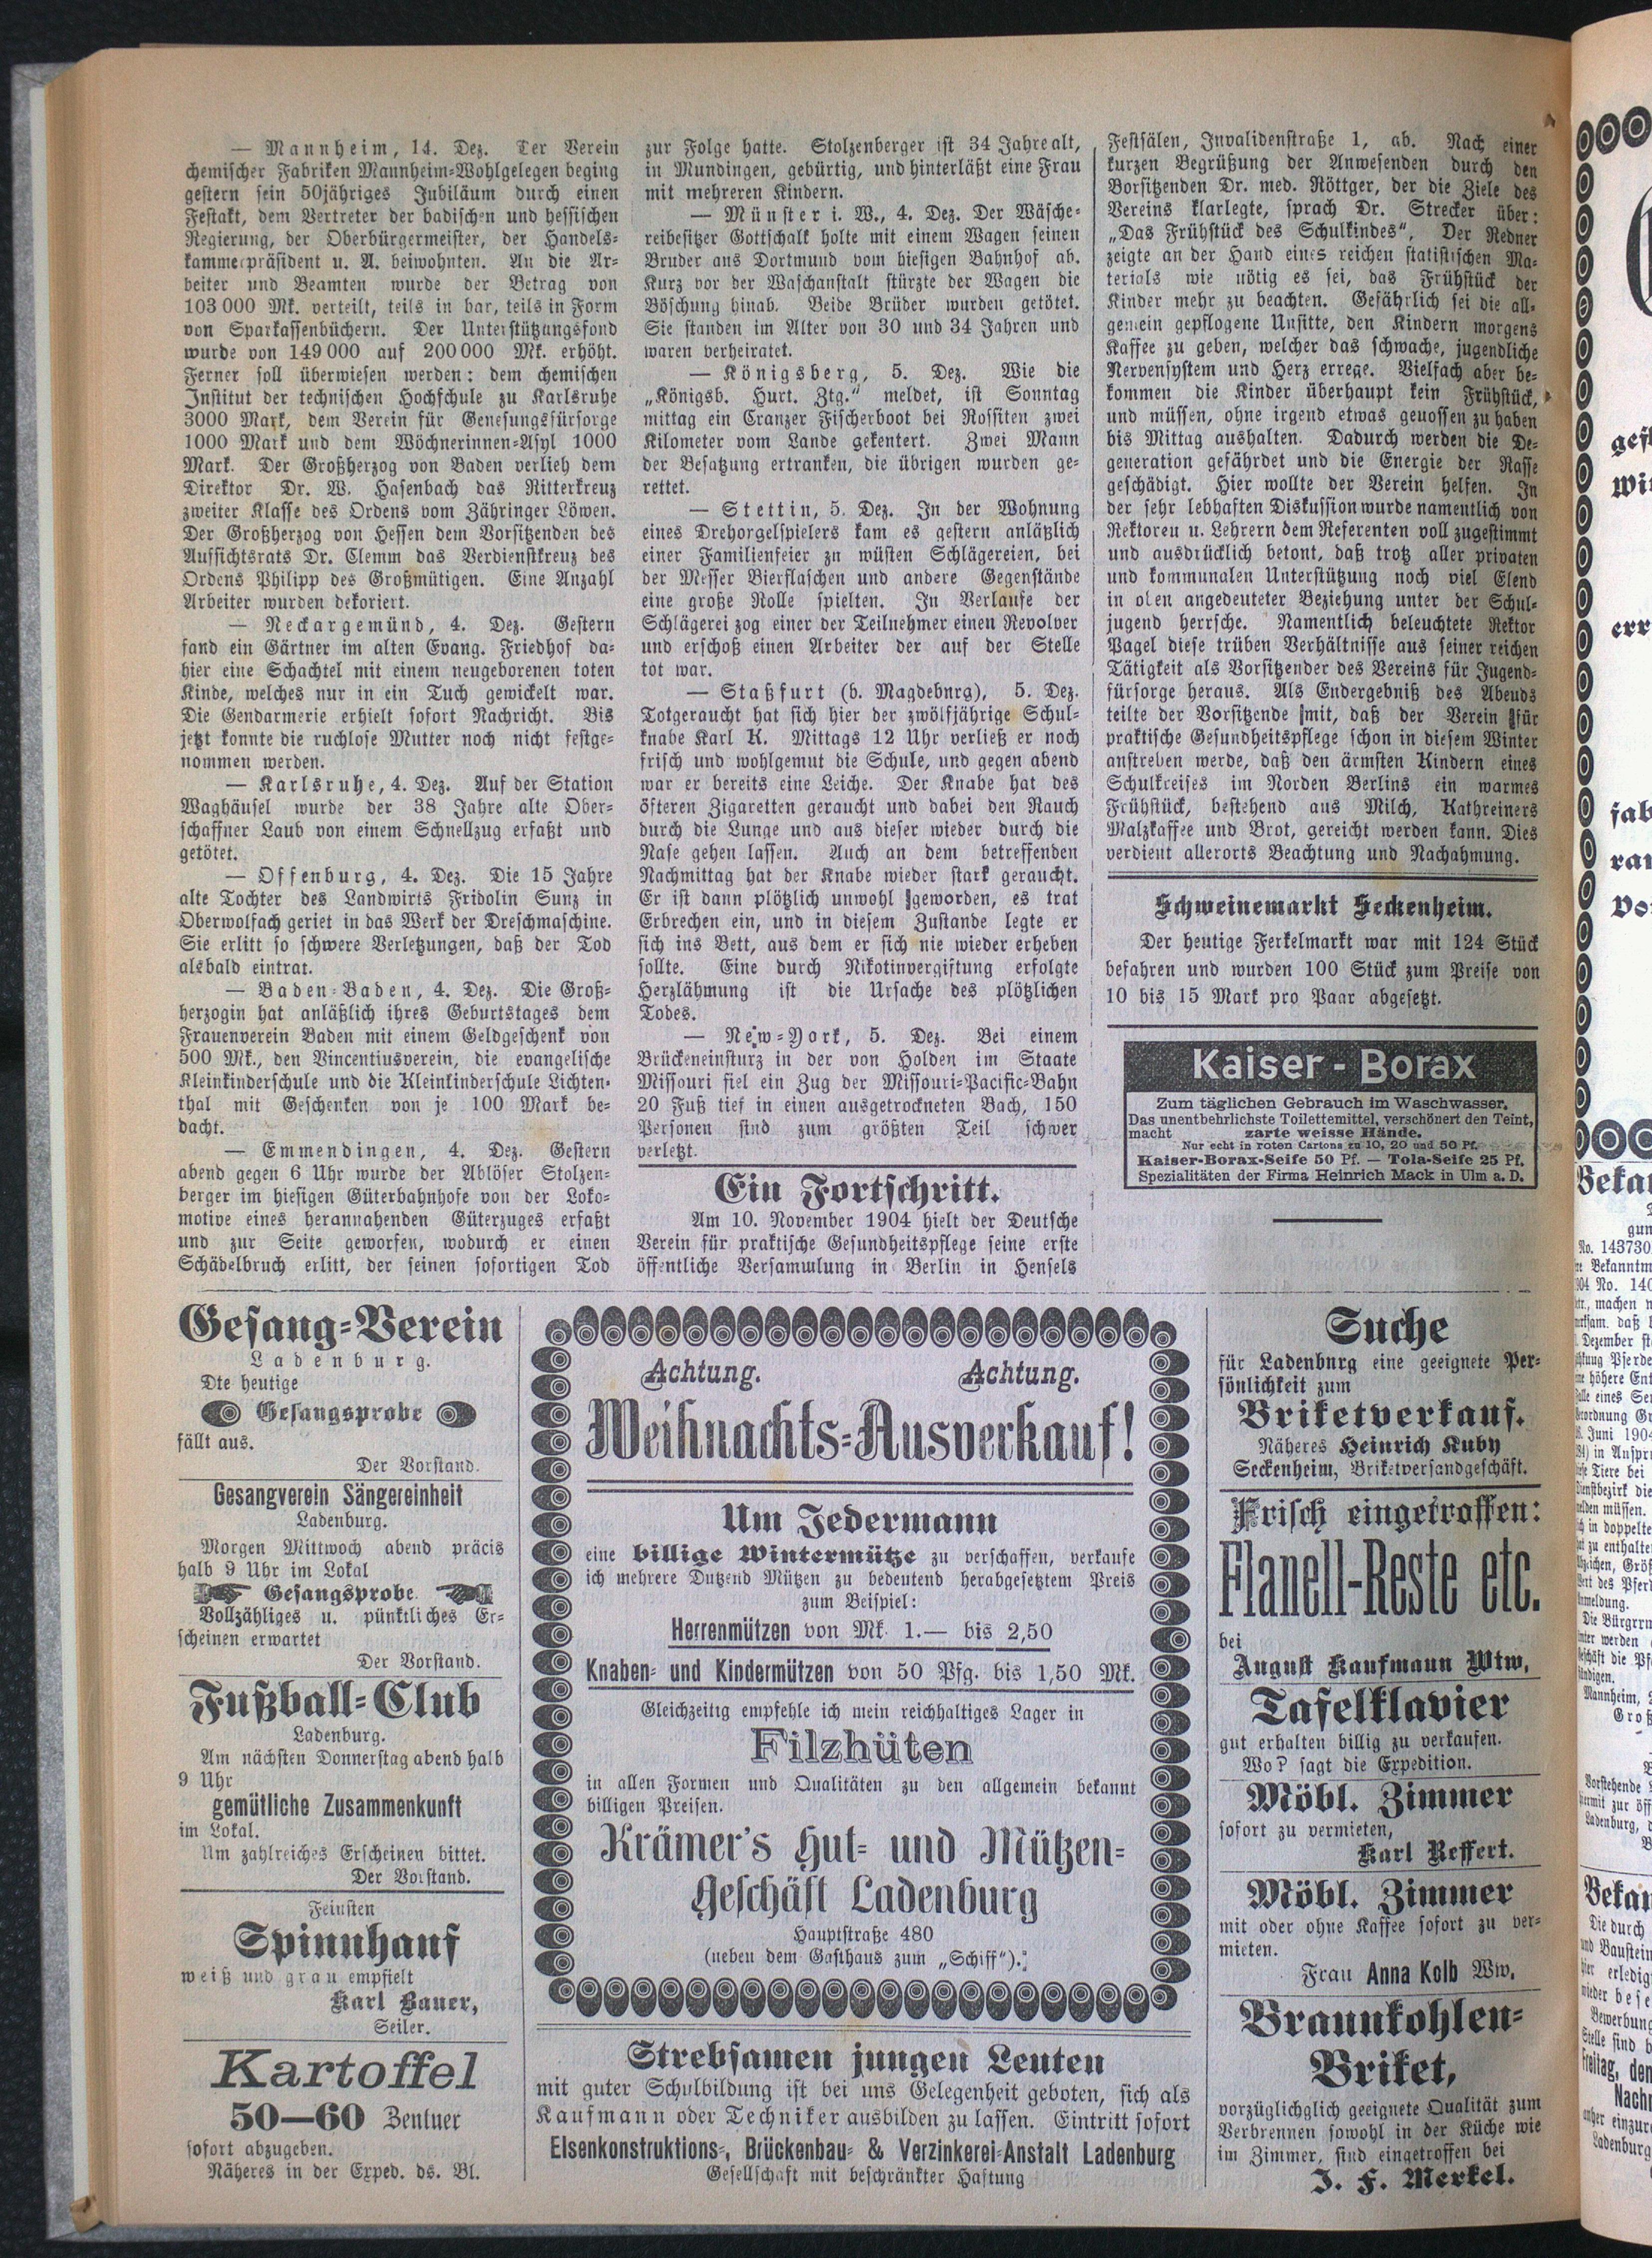 — Mannheim, 14. Dez. Der Verein
chemischer Fabriken Mannheim-Wohlgelegen beging
gestern sein 50jähriges Jubiläum durch einen
Festakt, dem Vertreter der badischen und hessischen
Regierung, der Oberbürgermeister, der Handels-
kammerpräsident u. A. beiwohnten. An die Ar-
beiter und Beamten wurde der Betrag von
103 000 Mk. verteilt, teils in bar, teils in Form
von Sparkassenbüchern. Der Unterstützungsfond
wurde von 149 000 auf 200 000 Mk. erhöht.
Ferner soll überwiesen werden: dem chemischen
Institut der technischen Hochschule zu Karlsruhe
3000 Mark, dem Verein für Genesungsfürsorge
1000 Mark und dem Wöchnerinnen-Asyl 1000
Mark. Der Großherzog von Baden verlieh dem
Direktor Dr. W. Hasenbach das Ritterkreuz
zweiter Klasse des Ordens vom Zähringer Löwen.
Der Großherzog von Hessen dem Vorsitzenden des
Aufsichtsrats Dr. Clemm das Verdienstkreuz des
Ordens Philipp des Großmütigen. Eine Anzahl
Arbeiter wurden dekoriert.
— Neckargemünd, 4. Dez. Gestern
fand ein Gärtner im alten Evang. Friedhof da-
hier eine Schachtel mit einem neugeborenen toten
Kinde, welches nur in ein Tuch gewickelt war.
Die Gendarmerie erhielt sofort Nachricht. Bis
jetzt konnte die ruchlose Mutter noch nicht festge-
nommen werden.
— Karlsruhe, 4. Dez. Auf der Station
Waghäusel wurde der 38 Jahre alte Ober-
schaffner Laub von einem Schnellzug erfaßt und
getötet.
— Offenburg, 4. Dez. Die 15 Jahre
alte Tochter des Landwirts Fridolin Sunz in
Oberwolfach geriet in das Werk der Dreschmaschine.
Sie erlitt so schwere Verletzungen, daß der Tod
alsbald eintrat.
— Baden-Baden, 4. Dez. Die Groß-
herzogin hat anläßlich ihres Geburtstages dem
Frauenverein Baden mit einem Geldgeschenk von
500 Mk., den Vincentiusverein, die evangelische
Kleinkinderschule und die Kleinkinderschule Lichten-
thal mit Geschenken von je 100 Mark be-
dacht.
— Emmendingen, 4. Dez. Gestern
abend gegen 6 Uhr wurde der Ablöser Stolzen-
berger im hiesigen Güterbahnhofe von der Loko-
motive eines herannahenden Güterzuges erfaßt
und zur Seite geworfen, wodurch er einen
Schädelbruch erlitt, der seinen sofortigen Tod
zur Folge hatte. Stolzenberger ist 34 Jahre alt,
in Mundingen, gebürtig, und hinterläßt eine Frau
mit mehreren Kindern.
— Münster i. W., 4. Dez. Der Wäsche-
reibesitzer Gottschalk holte mit einem Wagen seinen
Bruder aus Dortmund vom hiesigen Bahnhof ab.
Kurz vor der Waschanstalt stürzte der Wagen die
Böschung hinab. Beide Brüder wurden getötet.
Sie standen im Alter von 30 und 34 Jahren und
waren verheiratet.
— Königsberg, 5. Dez. Wie die
„Königsb. Hurt. Ztg.“ meldet, ist Sonntag
mittag ein Cranzer Fischerboot bei Rossiten zwei
Kilometer vom Lande gekentert. Zwei Mann
der Besatzung ertranken, die übrigen wurden ge-
rettet.
— Stettin, 5. Dez. In der Wohnung
eines Drehorgelspielers kam es gestern anläßlich
einer Familienfeier zu wüsten Schlägereien, bei
der Messer Bierflaschen und andere Gegenstände
eine große Rolle spielten. In Verlaufe der
Schlägerei zog einer der Teilnehmer einen Revolver
und erschoß einen Arbeiter der auf der Stelle
tot war.
— Staßfurt (b. Magdeburg), 5. Dez.
Totgeraucht hat sich hier der zwölfjährige Schul-
knabe Karl K. Mittags 12 Uhr verließ er noch
frisch und wohlgemut die Schule, und gegen abend
war er bereits eine Leiche. Der Knabe hat des
öfteren Zigaretten geraucht und dabei den Rauch
durch die Lunge und aus dieser wieder durch die
Nase gehen lassen. Auch an dem betreffenden
Nachmittag hat der Knabe wieder stark geraucht.
Er ist dann plötzlich unwohl geworden, es trat
Erbrechen ein, und in diesem Zustande legte er
sich ins Bett, aus dem er sich nie wieder erheben
sollte. Eine durch Nikotinvergiftung erfolgte
Herzlähmung ist die Ursache des plötzlichen
Todes.
— New-York, 5. Dez. Bei einem
Brückeneinsturz in der von Holden im Staate
Missouri fiel ein Zug der Missouri-Pacific-Bahn
20 Fuß tief in einen ausgetrockneten Bach, 150
Personen sind zum größten Teil schwer
verletzt.
Ein Fortschritt.
Am 10. November 1904 hielt der Deutsche
Verein für praktische Gesundheitspflege seine erste
öffentliche Versammlung in Berlin in Hensels
Festsälen, Invalidenstraße 1, ab. Nach einer
kurzen Begrüßung der Anwesenden durch den
Vorsitzenden Dr. med. Röttger, der die Ziele des
Vereins klarlegte, sprach Dr. Strecker über:
„Das Frühstück des Schulkindes“. Der Redner
zeigte an der Hand eines reichen statistischen Ma-
terials wie nötig es sei, das Frühstück der
Kinder mehr zu beachten. Gefährlich sei die all-
gemein gepflogene Unsitte, den Kindern morgens
Kaffee zu geben, welcher das schwache, jugendliche
Nervensystem und Herz errege. Vielfach aber be-
kommen die Kinder überhaupt kein Frühstück,
und müssen, ohne irgend etwas genossen zu haben
bis Mittag aushalten. Dadurch werden die De-
generation gefährdet und die Energie der Rasse
geschädigt. Hier wollte der Verein helfen. In
der sehr lebhaften Diskussion wurde namentlich von
Rektoren u. Lehrern dem Referenten voll zugestimmt
und ausdrücklich betont, daß trotz aller privaten
und kommunalen Unterstützung noch viel Elend
in oben angedeuteter Beziehung unter der Schul-
jugend herrsche. Namentlich beleuchtete Rektor
Pagel diese trüben Verhältnisse aus seiner reichen
Tätigkeit als Vorsitzender des Vereins für Jugend-
fürsorge heraus. Als Endergebniß des Abends
teilte der Vorsitzende mit, daß der Verein für
praktische Gesundheitspflege schon in diesem Winter
anstreben werde, daß den ärmsten Kindern eines
Schulkreises im Norden Berlins ein warmes
Frühstück, bestehend aus Milch, Kathreiners
Malzkaffee und Brot, gereicht werden kann. Dies
verdient allerorts Beachtung und Nachahmung.
Schweinemarkt Seckenheim.
Der heutige Ferkelmarkt war mit 124 Stück
befahren und wurden 100 Stück zum Preise von
10 bis 15 Mark pro Paar abgesetzt.
Kaiser-Borax
Zum täglichen Gebrauch im Waschwasser.
Das unentbehrlichste Toilettemittel, verschönert den Teint,
macht zarte weisse Hände.
Nur echt in roten Cartons zu 10, 20 und 50 Pf.
Kaiser-Borax-Seife 50 Pf. — Tola-Seife 25 Pf.
Spezialitäten der Firma Heinrich Mack in Ulm a. D.
Gesang-Verein
Ladenburg.
Die heutige
Gesangsprobe
fällt aus.
Der Vorstand.
Gesangverein Sängereinheit
Ladenburg.
Morgen Mittwoch abend präcis
halb 9 Uhr im Lokal
Gesangsprobe.
Vollzähliges u. pünktliches Er-
scheinen erwartet
Der Vorstand.
Fußball-Club
Ladenburg.
Am nächsten Donnerstag abend halb
9 Uhr
gemütliche Zusammenkunft
im Lokal.
Um zahlreiches Erscheinen bittet.
Der Vorstand.
Feinsten
Spinnhanf
weiß und grau empfielt
Karl Bauer,
Seiler.
Kartoffel
50—60 Zentner
sofort abzugeben.
Näheres in der Exped. ds. Bl.
Achtung. Achtung.
Weihnachts-Ausverkauf!
Um Jedermann
eine billige Wintermütze zu verschaffen, verkaufe
ich mehrere Dutzend Mützen zu bedeutend herabgesetztem Preis
zum Beispiel:
Herrenmützen von Mk. 1.— bis 2,50
Knaben- und Kindermützen von 50 Pfg. bis 1,50 Mk.
Gleichzeitig empfehle ich mein reichhaltiges Lager in
Filzhüten
in allen Formen und Qualitäten zu den allgemein bekannt
billigen Preisen.
Krämer's Hut- und Mützen-
Geschäft Ladenburg
Hauptstraße 480
(neben dem Gasthaus zum „Schiff“).
Strebsamen jungen Leuten
mit guter Schulbildung ist bei uns Gelegenheit geboten, sich als
Kaufmann oder Techniker ausbilden zu lassen. Eintritt sofort
Eisenkonstruktions-, Brückenbau- & Verzinkerei-Anstalt Ladenburg
Gesellschaft mit beschränkter Haftung
Suche
für Ladenburg eine geeignete Per-
sönlichkeit zum
Briketverkauf.
Näheres Heinrich Kuby
Seckenheim, Briketversandgeschäft.
Frisch eingetroffen:
Flanell-Reste etc.
bei
August Kaufmann Wtw.
Tafelklavier
gut erhalten billig zu verkaufen.
Wo? sagt die Expedition.
Möbl. Zimmer
sofort zu vermieten,
Karl Reffert.
Möbl. Zimmer
mit oder ohne Kaffee sofort zu ver-
mieten.
Frau Anna Kolb Ww.
Braunkohlen-
Briket,
vorzüglichglich geeignete Qualität zum
Verbrennen sowohl in der Küche wie
im Zimmer, sind eingetroffen bei
J. F. Merkel.